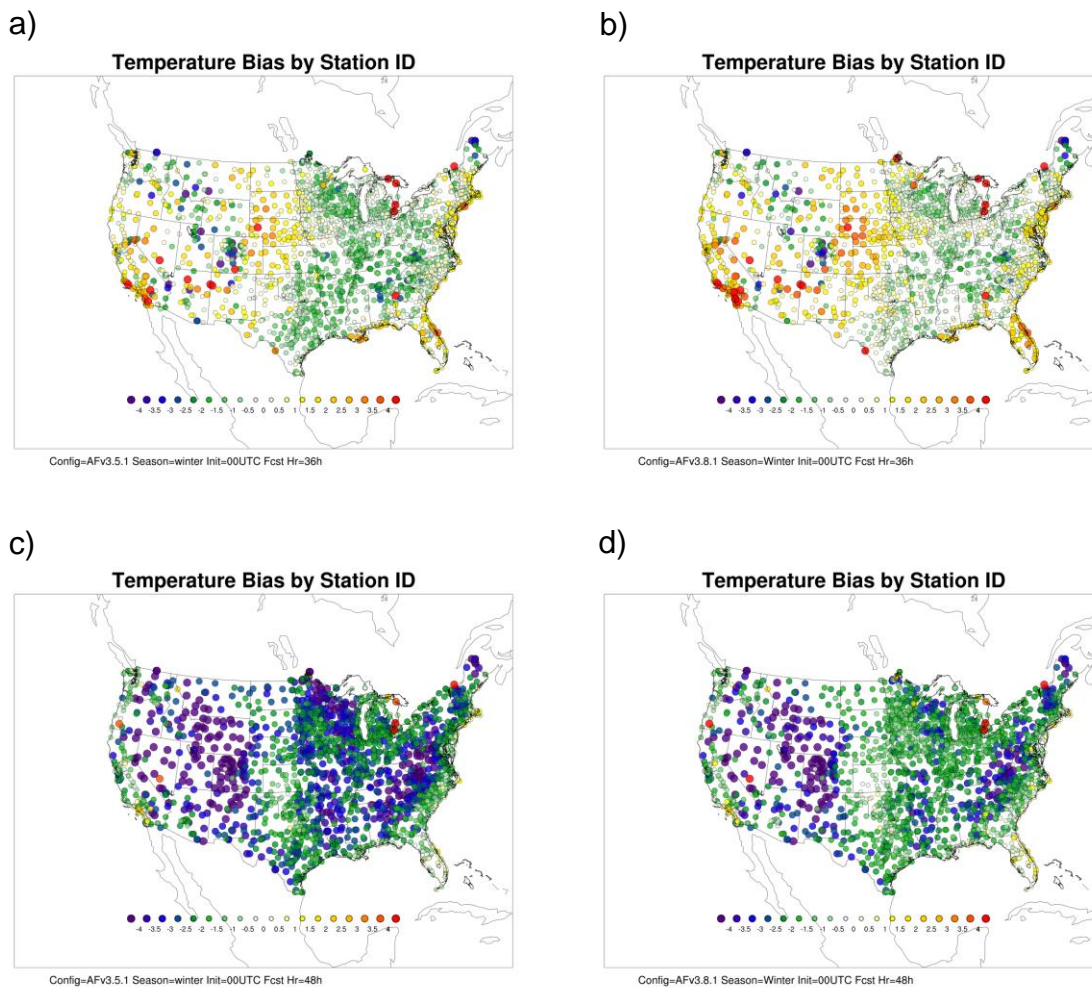 a)
b)
Temperature Bias by Station ID
Temperature Bias by Station ID
-4 -3.5 -3 -2.5 -2 -1.5 -1 -0.5 0 0.5 1 1.5 2 2.5 3 3.5 4
-4 -3.5 -3 -2.5 -2 -1.5 -1 -0.5 0 0.5 1 1.5 2 2.5 3 3.5 4
Config=AFv3.5.1 Season=winter Init=00UTC Fcst Hr=36h
Config=AFv3.8.1 Season=Winter Init=00UTC Fcst Hr=36h
c)
d)
Temperature Bias by Station ID
Temperature Bias by Station ID
-4 -3.5 -3 -2.5 -2 -1.5 -1 -0.5 0 0.5 1 1.5 2 2.5 3 3.5 4
-4 -3.5 -3 -2.5 -2 -1.5 -1 -0.5 0 0.5 1 1.5 2 2.5 3 3.5 4
Config=AFv3.5.1 Season=winter Init=00UTC Fcst Hr=48h
Config=AFv3.8.1 Season=Winter Init=00UTC Fcst Hr=48h